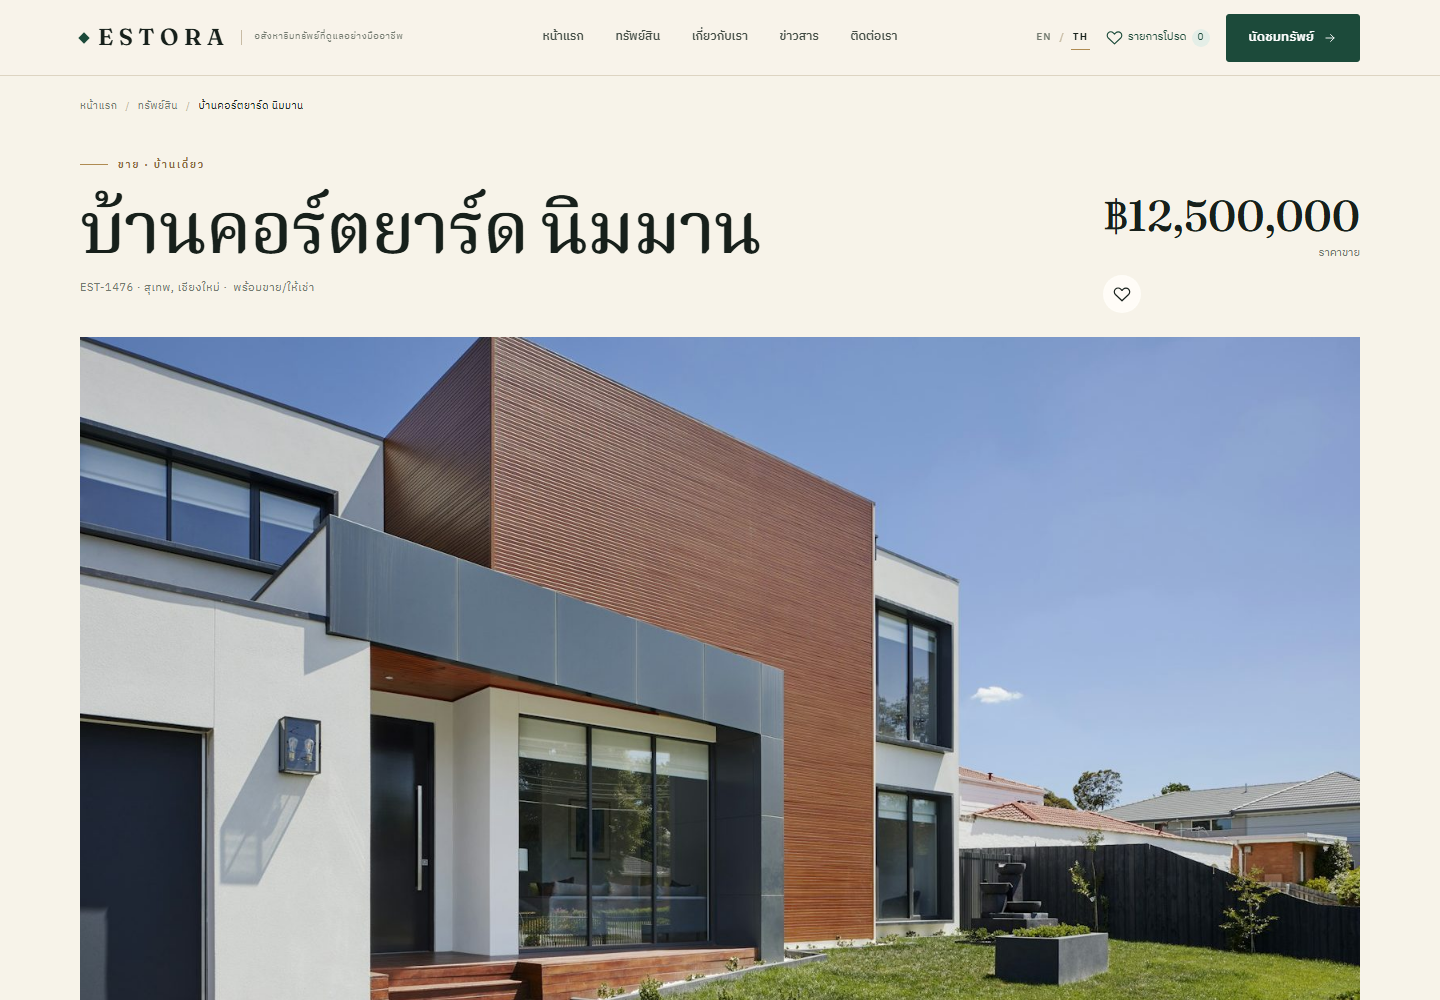 ESTORA
อสังหาริมทรัพย์ที่ดูแลอย่างมืออาชีพ
หน้าแรก
ทรัพย์สิน
เกี่ยวกับเรา
ข่าวสาร
ติดต่อเรา
EN / TH
รายการโปรด 0
นัดชมทรัพย์ →
หน้าแรก / ทรัพย์สิน / บ้านคอร์ตยาร์ด นิมมาน
ขาย · บ้านเดี่ยว
บ้านคอร์ตยาร์ด นิมมาน
฿12,500,000
ราคาขาย
EST-1476 · สุเทพ, เชียงใหม่ · พร้อมขาย/ให้เช่า